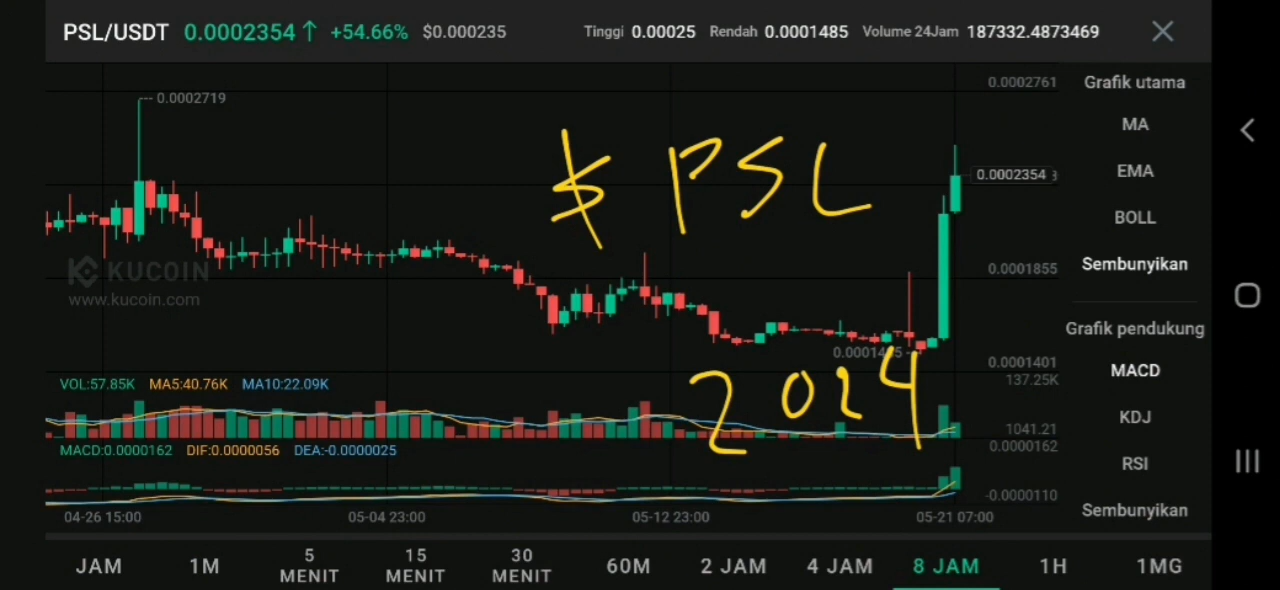 PSL/USDT 0.0002354 ↑ +54.66% $0.000235 Tinggi 0.00025 Rendah 0.0001485 Volume 24Jam 187332.4873469
0.0002761
0.0002719
Grafik utama
MA
$ PSL
0.0002354
EMA
BOLL
KUCOIN
www.kucoin.com
0.0001855
Sembunyikan
Grafik pendukung
0.0001401
2024
VOL:57.85K MA5:40.76K MA10:22.09K
137.25K
MACD
KDJ
1041.21
MACD:0.0000162 DIF:0.0000056 DEA:-0.0000025
0.0000162
RSI
-0.0000110
04-26 15:00 05-04 23:00 05-12 23:00 05-21 07:00
Sembunyikan
JAM 1M 5 MENIT 15 MENIT 30 MENIT 60M 2 JAM 4 JAM 8 JAM 1H 1MG